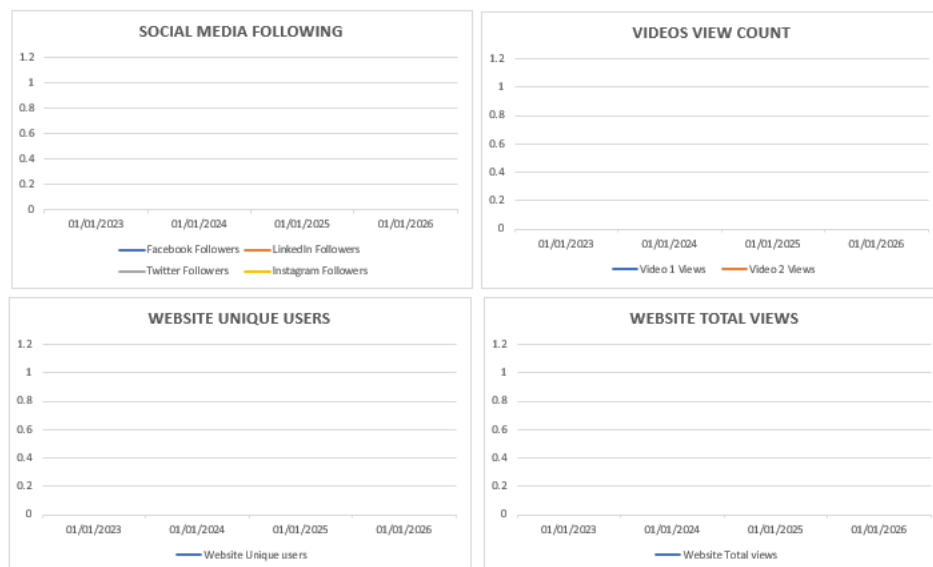 SOCIAL MEDIA FOLLOWING
1.2
1
0.8
0.6
0.4
0.2
0
01/01/2023 01/01/2024 01/01/2025 01/01/2026
Facebook Followers LinkedIn Followers
Twitter Followers Instagram Followers
VIDEOS VIEW COUNT
1.2
1
0.8
0.6
0.4
0.2
0
01/01/2023 01/01/2024 01/01/2025 01/01/2026
Video 1 Views Video 2 Views
WEBSITE UNIQUE USERS
1.2
1
0.8
0.6
0.4
0.2
0
01/01/2023 01/01/2024 01/01/2025 01/01/2026
Website Unique users
WEBSITE TOTAL VIEWS
1.2
1
0.8
0.6
0.4
0.2
0
01/01/2023 01/01/2024 01/01/2025 01/01/2026
Website Total views